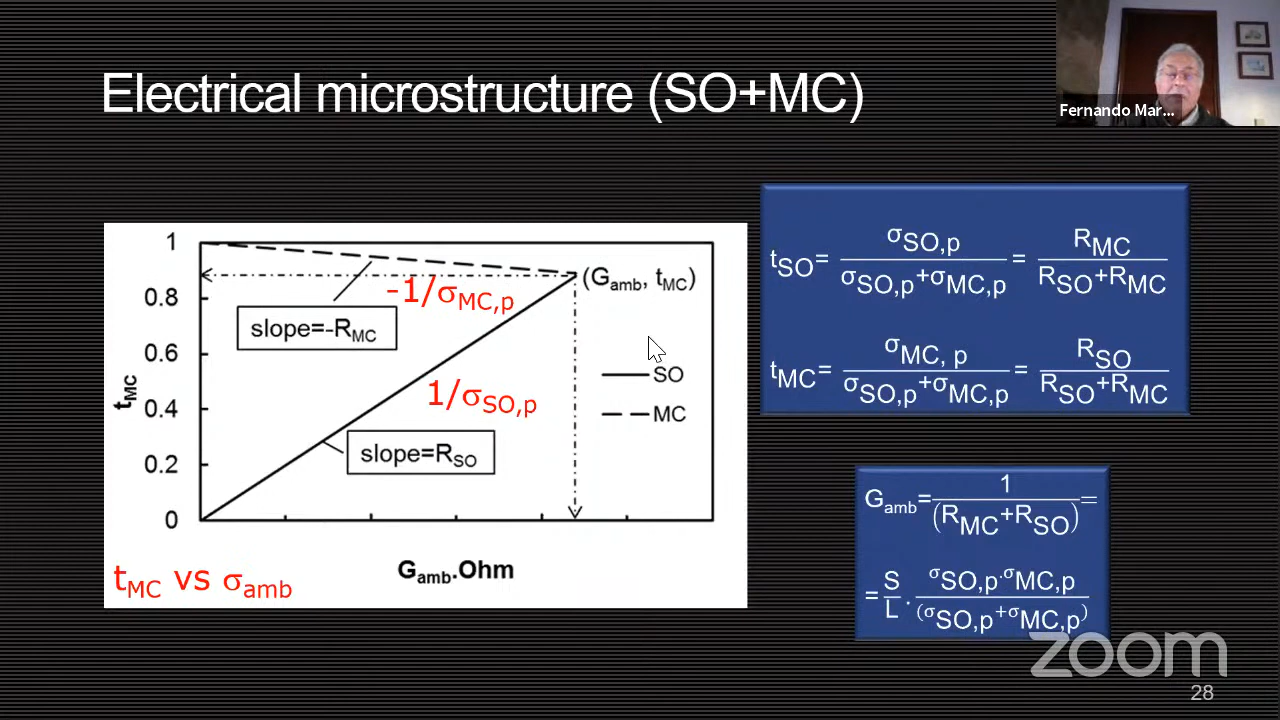 Electrical microstructure (SO+MC)
Fernando Mar...
1
0.8
0.6
0.4
0.2
0
tMC
(Gamb, tMC)
-1/σMC,p
slope=-RMC
SO
1/σSO,p
MC
slope=RSO
Gamb.Ohm
tMC vs σamb
tSO= σSO,p / σSO,p+σMC,p = RMC / RSO+RMC
tMC= σMC, p / σSO,p+σMC,p = RSO / RSO+RMC
Gamb= 1 / (RMC+RSO) =
= S / L . σSO,p.σMC,p / (σSO,p+σMC,p)
zoom
28